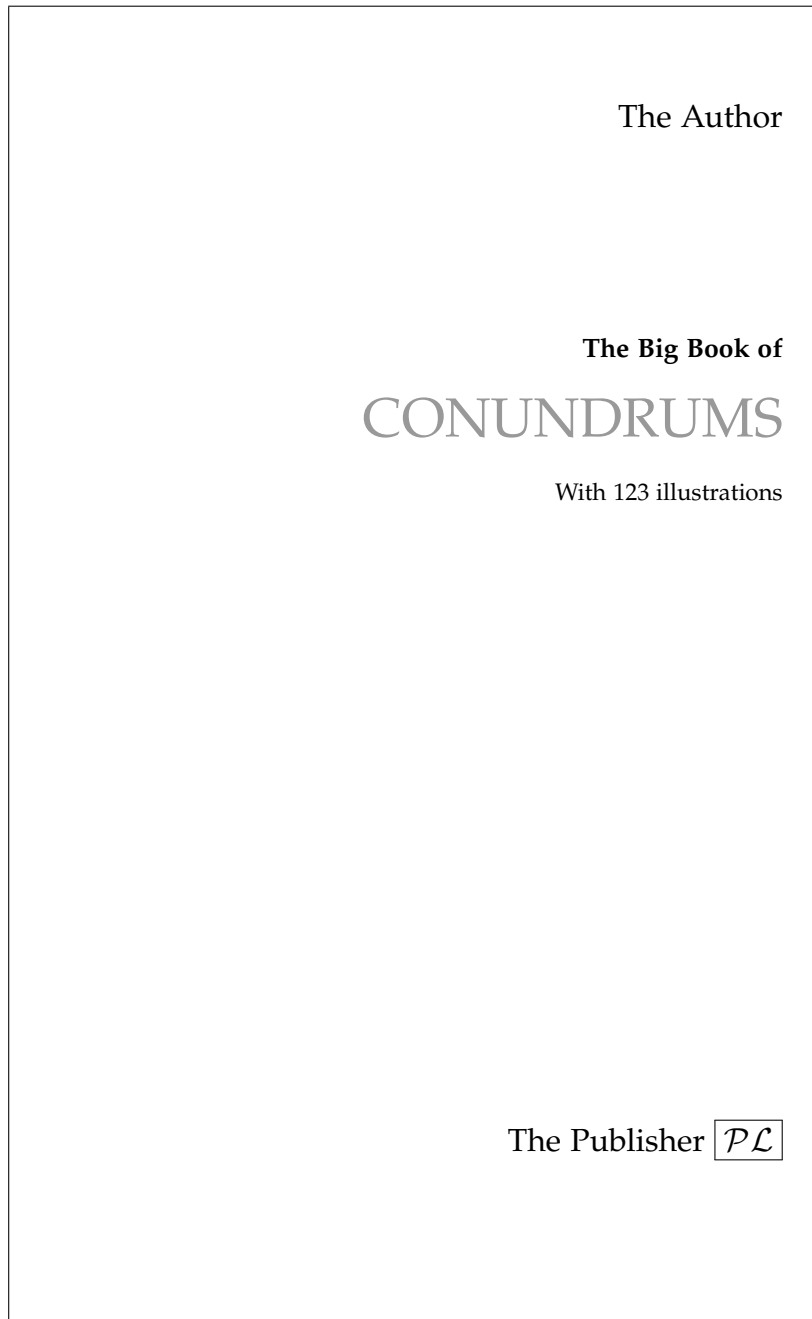 The Author
The Big Book of
CONUNDRUMS
With 123 illustrations
The Publisher PL